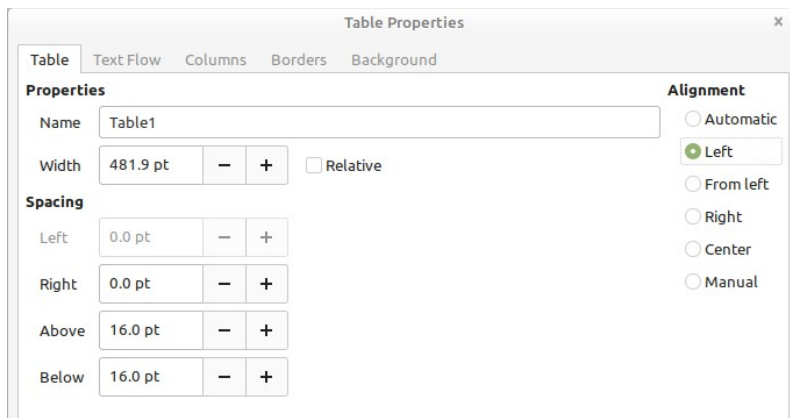 Table Properties
Table Text Flow Columns Borders Background
Properties
Name Table1
Width 481.9 pt − + Relative
Spacing
Left 0.0 pt − +
Right 0.0 pt − +
Above 16.0 pt − +
Below 16.0 pt − +
Alignment
Automatic
Left
From left
Right
Center
Manual